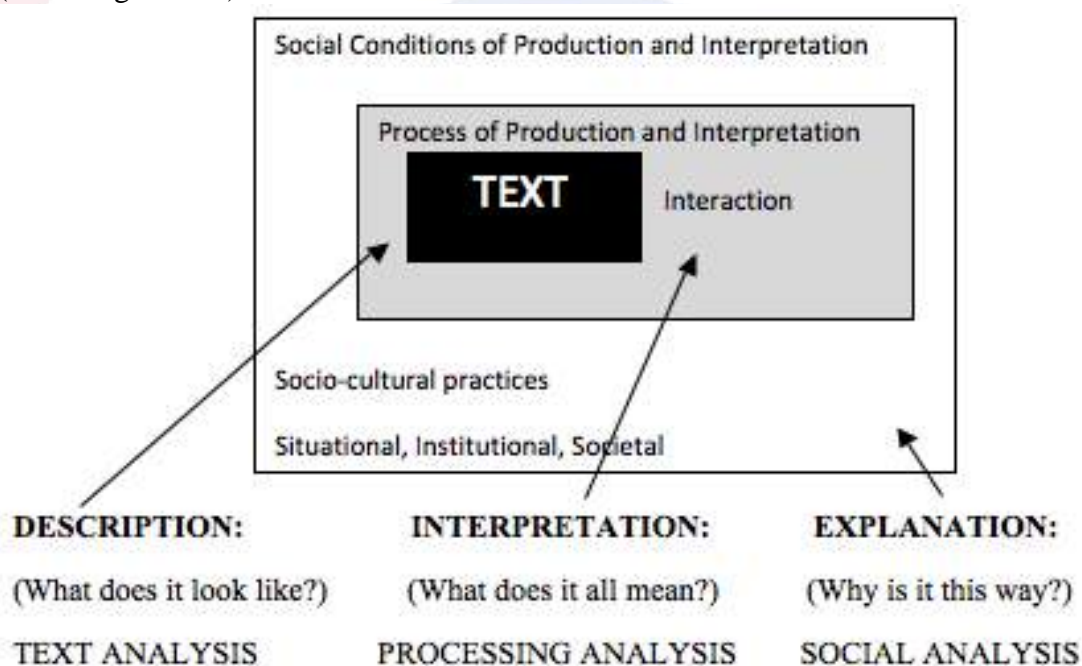 Social Conditions of Production and Interpretation
Process of Production and Interpretation
TEXT
Interaction
Socio-cultural practices
Situational, Institutional, Societal
DESCRIPTION: INTERPRETATION: EXPLANATION:
(What does it look like?) (What does it all mean?) (Why is it this way?)
TEXT ANALYSIS PROCESSING ANALYSIS SOCIAL ANALYSIS